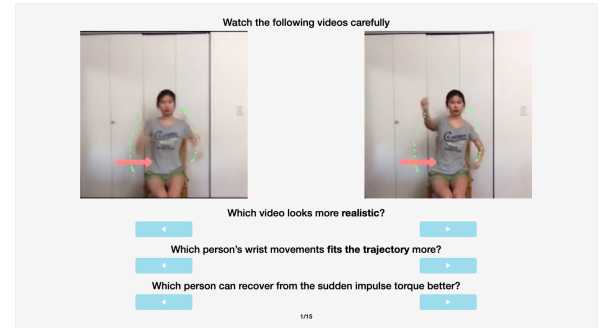 Watch the following videos carefully
Which video looks more realistic?
Which person's wrist movements fits the trajectory more?
Which person can recover from the sudden impulse torque better?
1/15